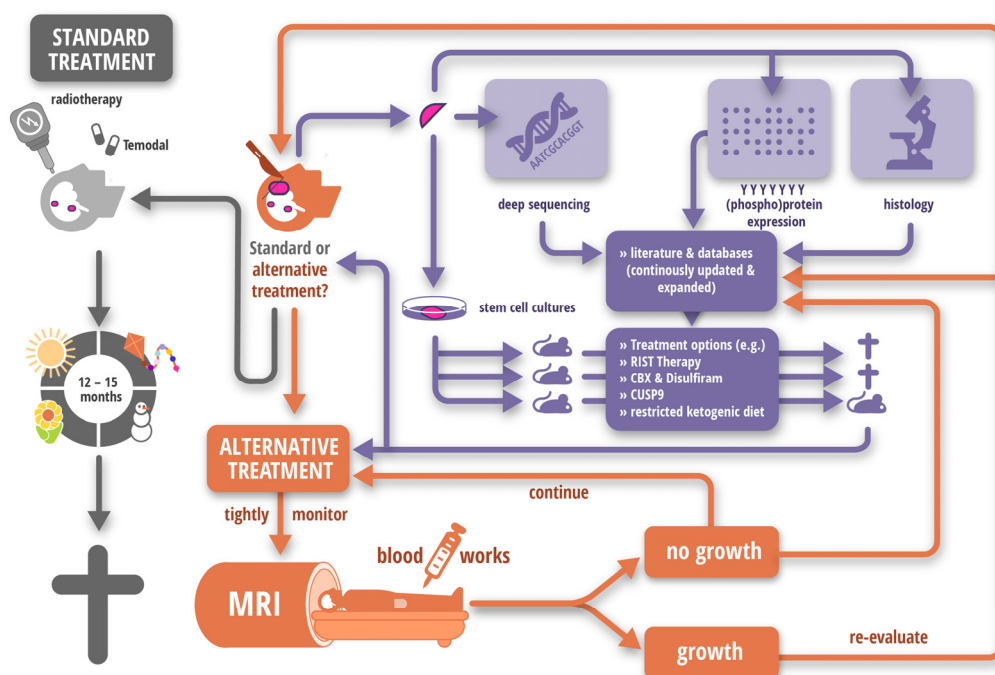 STANDARD
TREATMENT
radiotherapy
Temodal
12 – 15
months
Standard or
alternative
treatment?
AATCGCACGGT
deep sequencing
YYYYYYY
(phospho)protein
expression
histology
» literature & databases
(continously updated &
expanded)
stem cell cultures
» Treatment options (e.g.)
» RIST Therapy
» CBX & Disulfiram
» CUSP9
» restricted ketogenic diet
ALTERNATIVE
TREATMENT
tightly monitor
continue
blood works
MRI
no growth
growth
re-evaluate